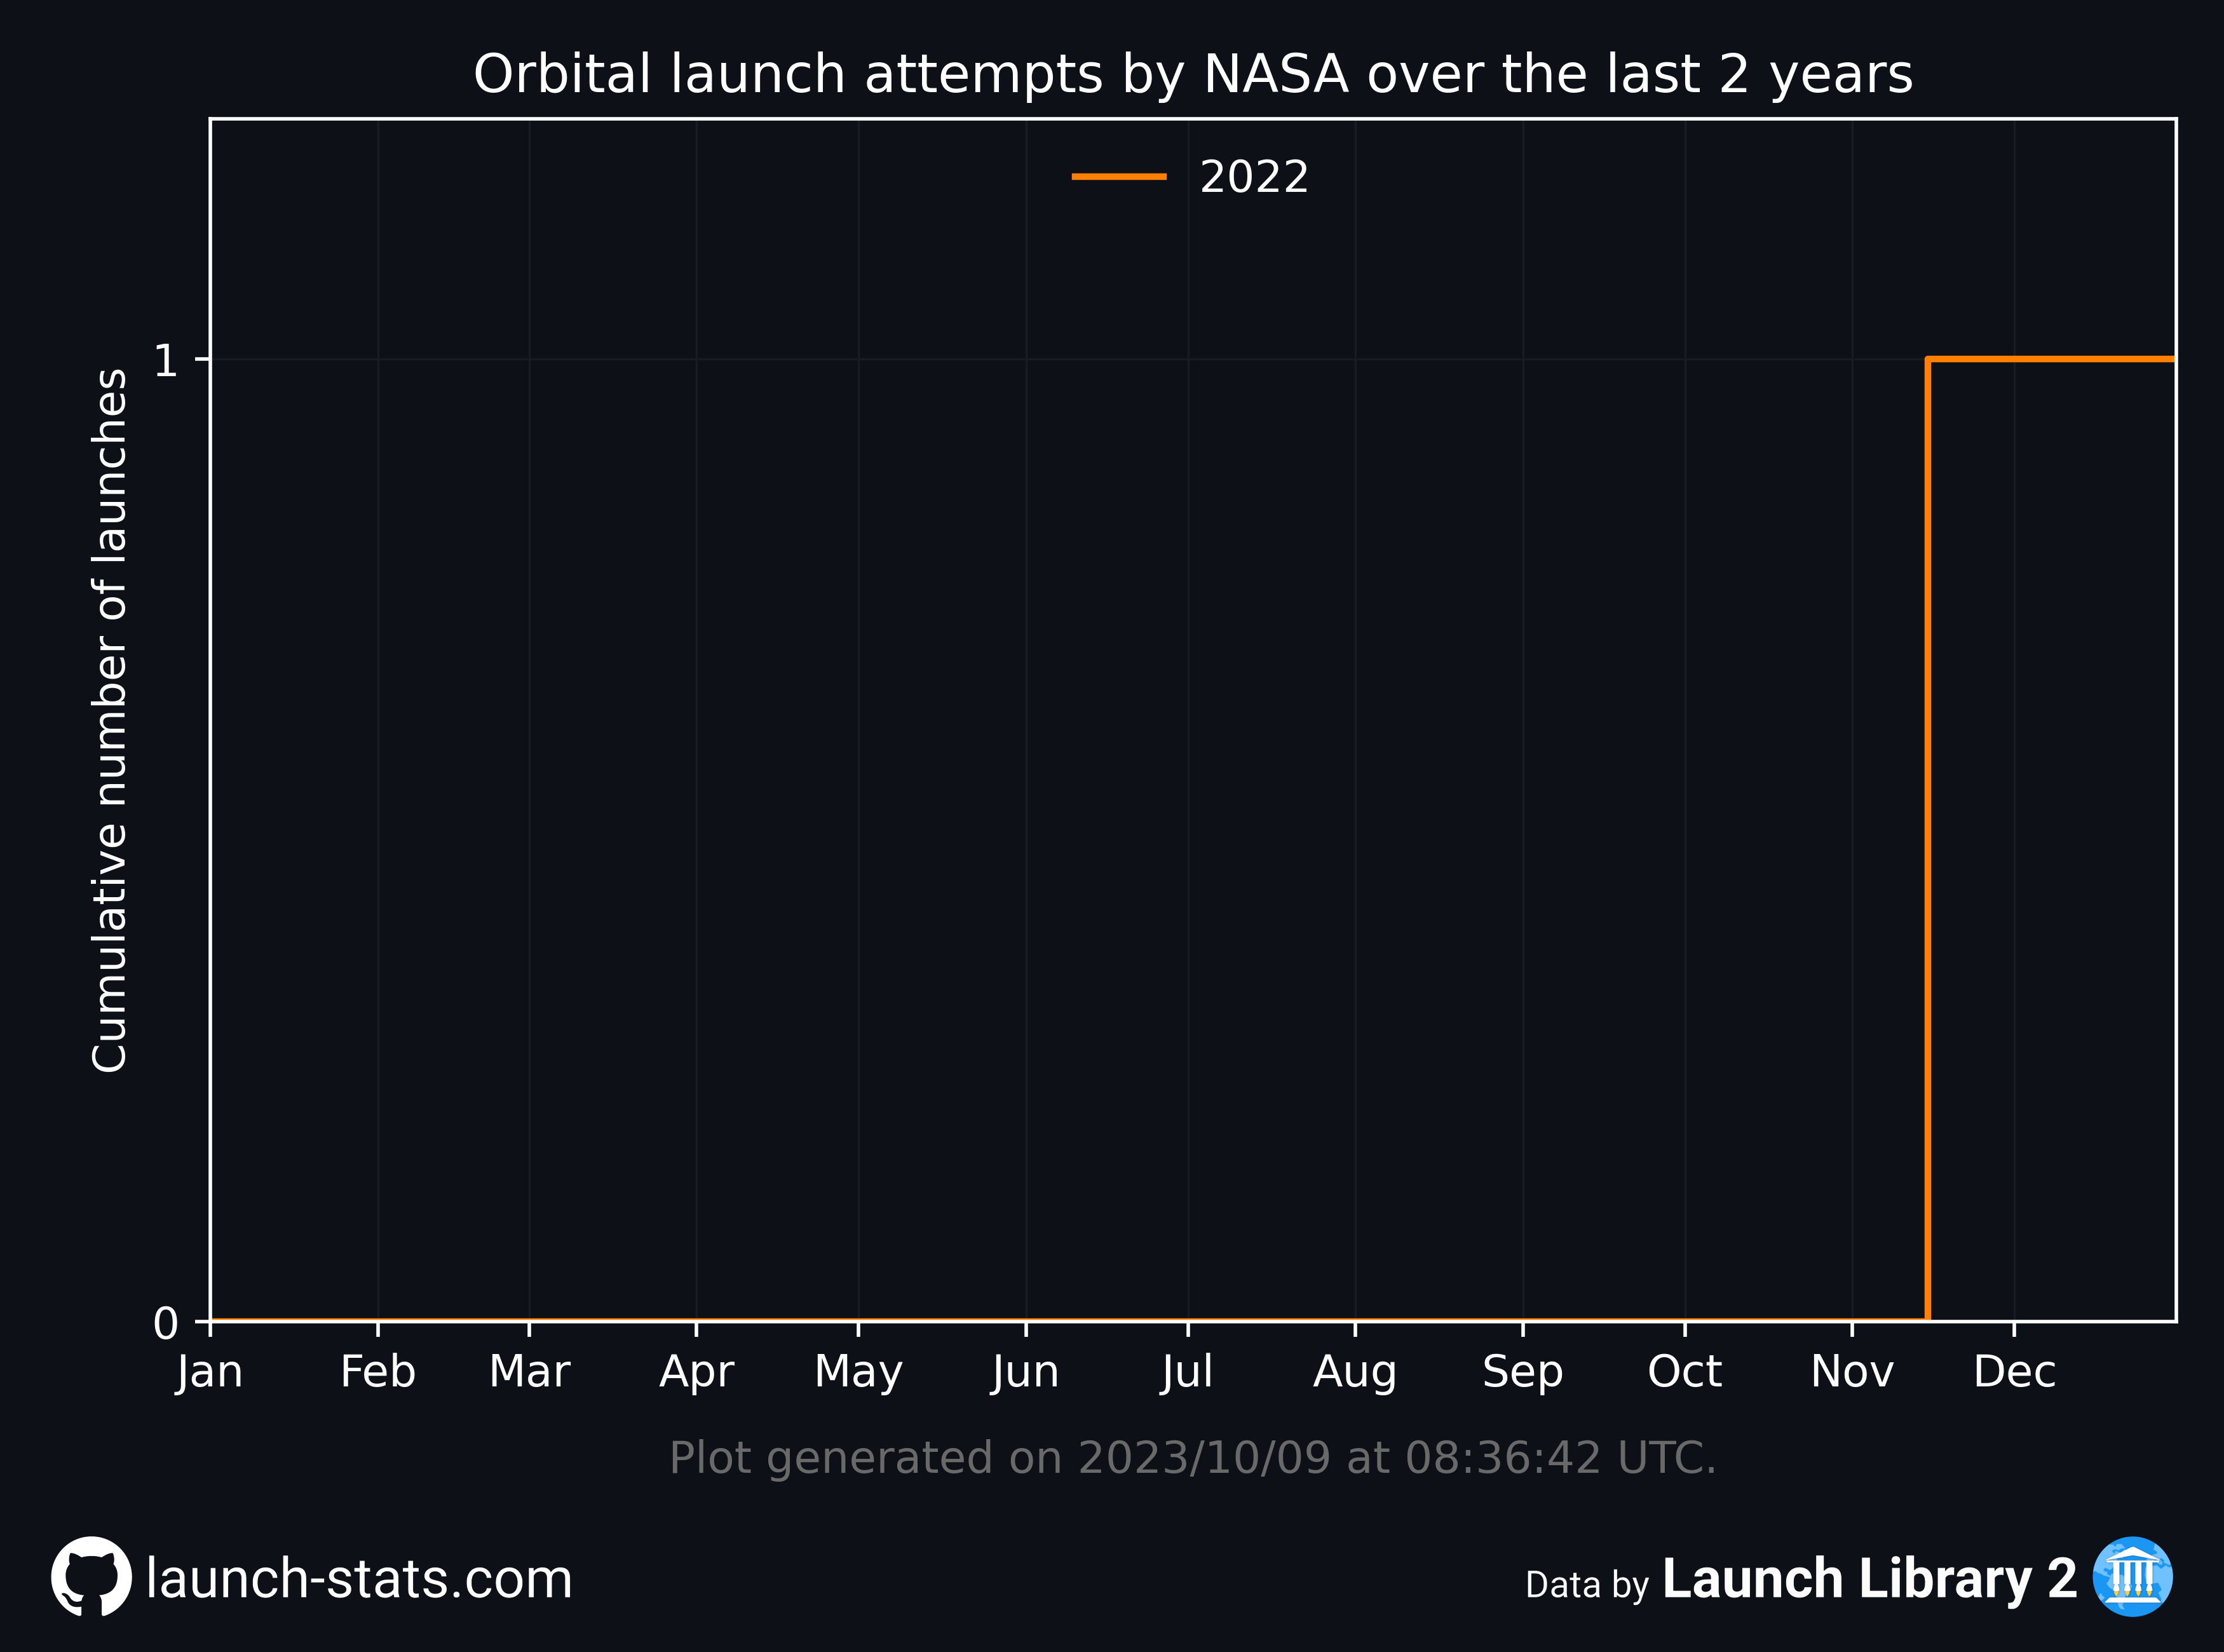 Orbital launch attempts by NASA over the last 2 years
2022
Cumulative number of launches
1
0
Jan Feb Mar Apr May Jun Jul Aug Sep Oct Nov Dec
Plot generated on 2023/10/09 at 08:36:42 UTC.
launch-stats.com
Data by Launch Library 2